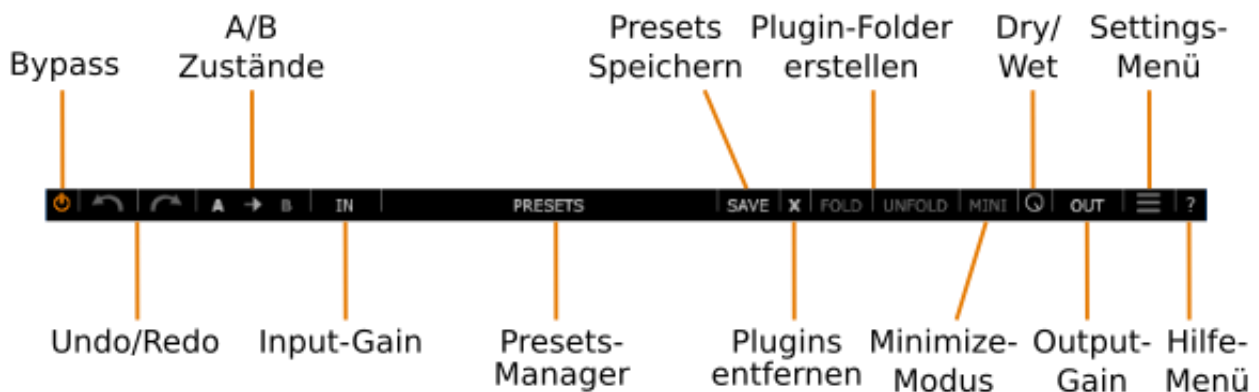 A/B
Presets
Plugin-Folder
Dry/
Settings-
Bypass
Zustände
Speichern
erstellen
Wet
Menü
A B IN PRESETS SAVE X FOLD UNFOLD MINI OUT ?
Undo/Redo
Input-Gain
Presets-
Plugins
Minimize-
Output-
Hilfe-
Manager
entfernen
Modus
Gain
Menü